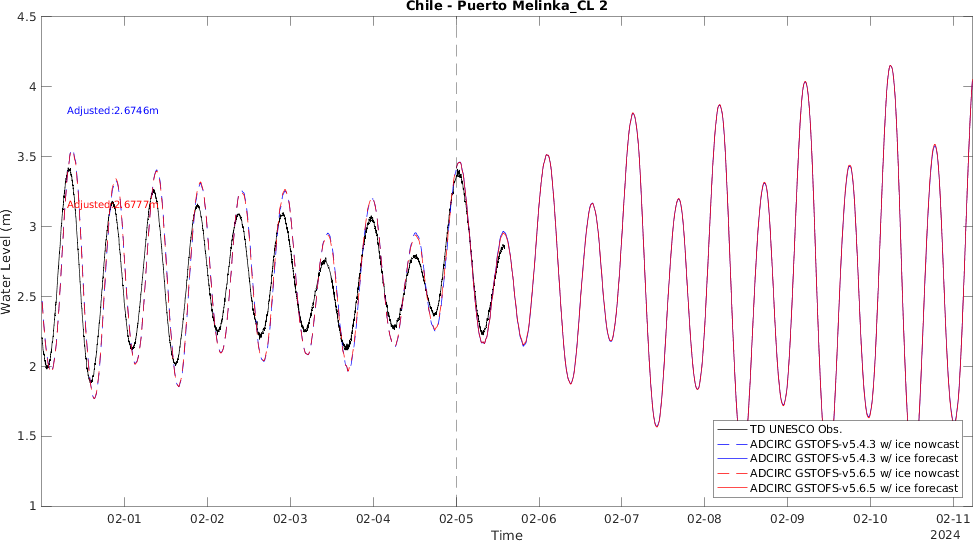 Chile - Puerto Melinka_CL 2
Water Level (m)
4.5
4
3.5
3
2.5
2
1.5
1
Adjusted:2.6746m
Adjusted:2.6777m
TD UNESCO Obs.
ADCIRC GSTOFS-v5.4.3 w/ ice nowcast
ADCIRC GSTOFS-v5.4.3 w/ ice forecast
ADCIRC GSTOFS-v5.6.5 w/ ice nowcast
ADCIRC GSTOFS-v5.6.5 w/ ice forecast
02-01 02-02 02-03 02-04 02-05 02-06 02-07 02-08 02-09 02-10 02-11
2024
Time